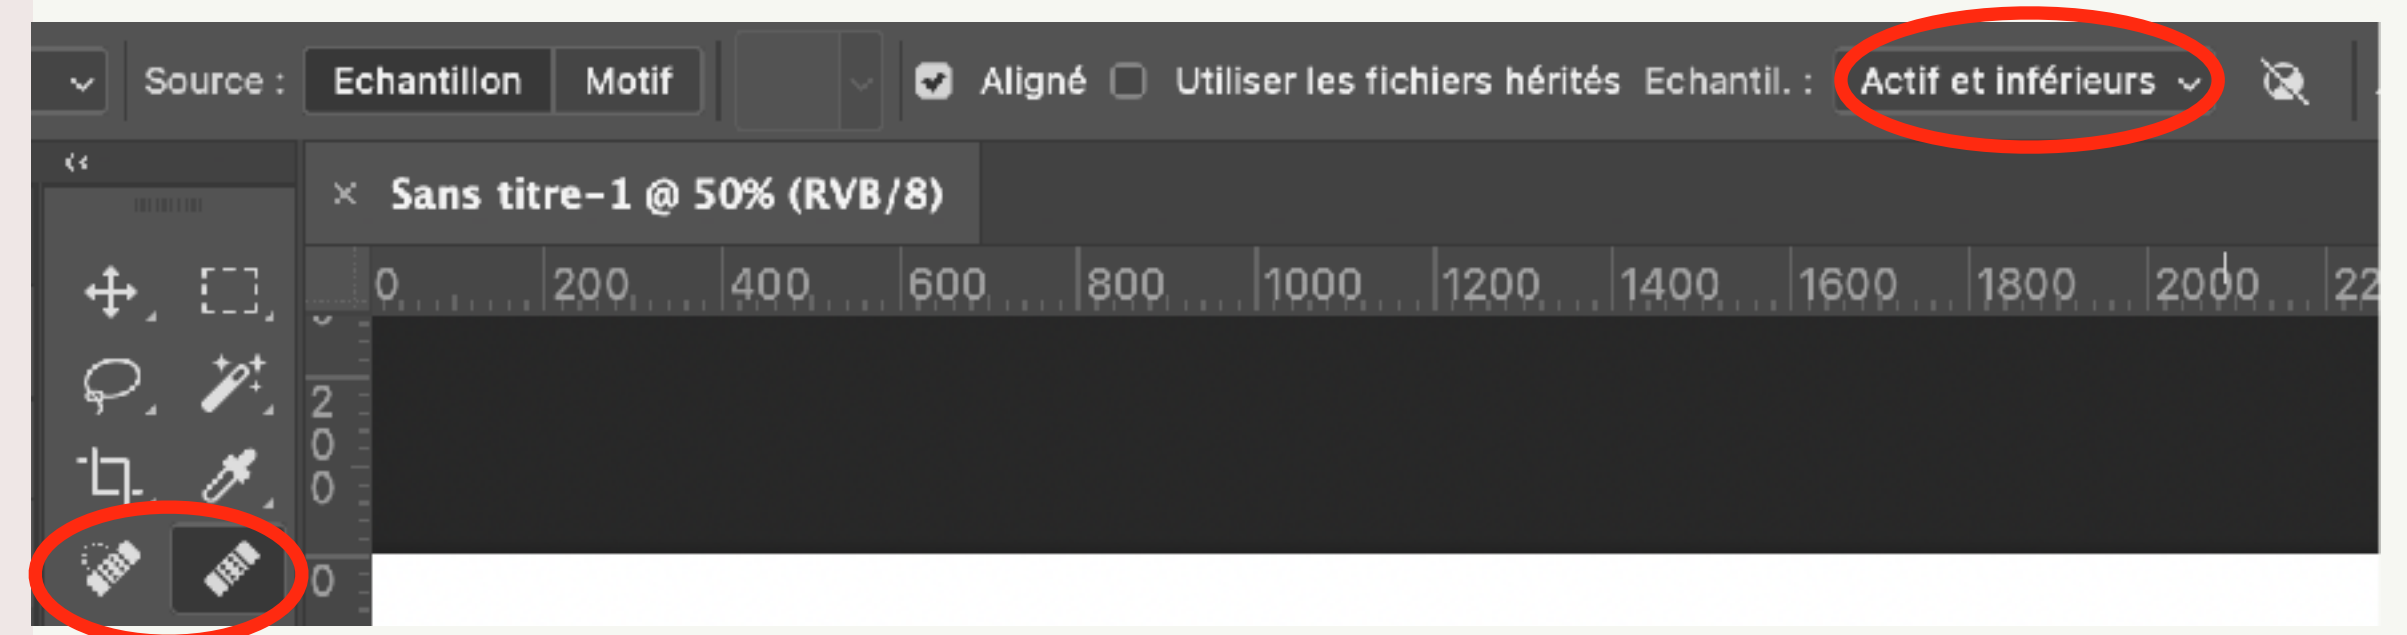 Source : Echantillon Motif Aligné Utiliser les fichiers hérités Echantil. : Actif et inférieurs
× Sans titre-1 @ 50% (RVB/8)
0 200 400 600 800 1000 1200 1400 1600 1800 2000 22
2
0
0
0